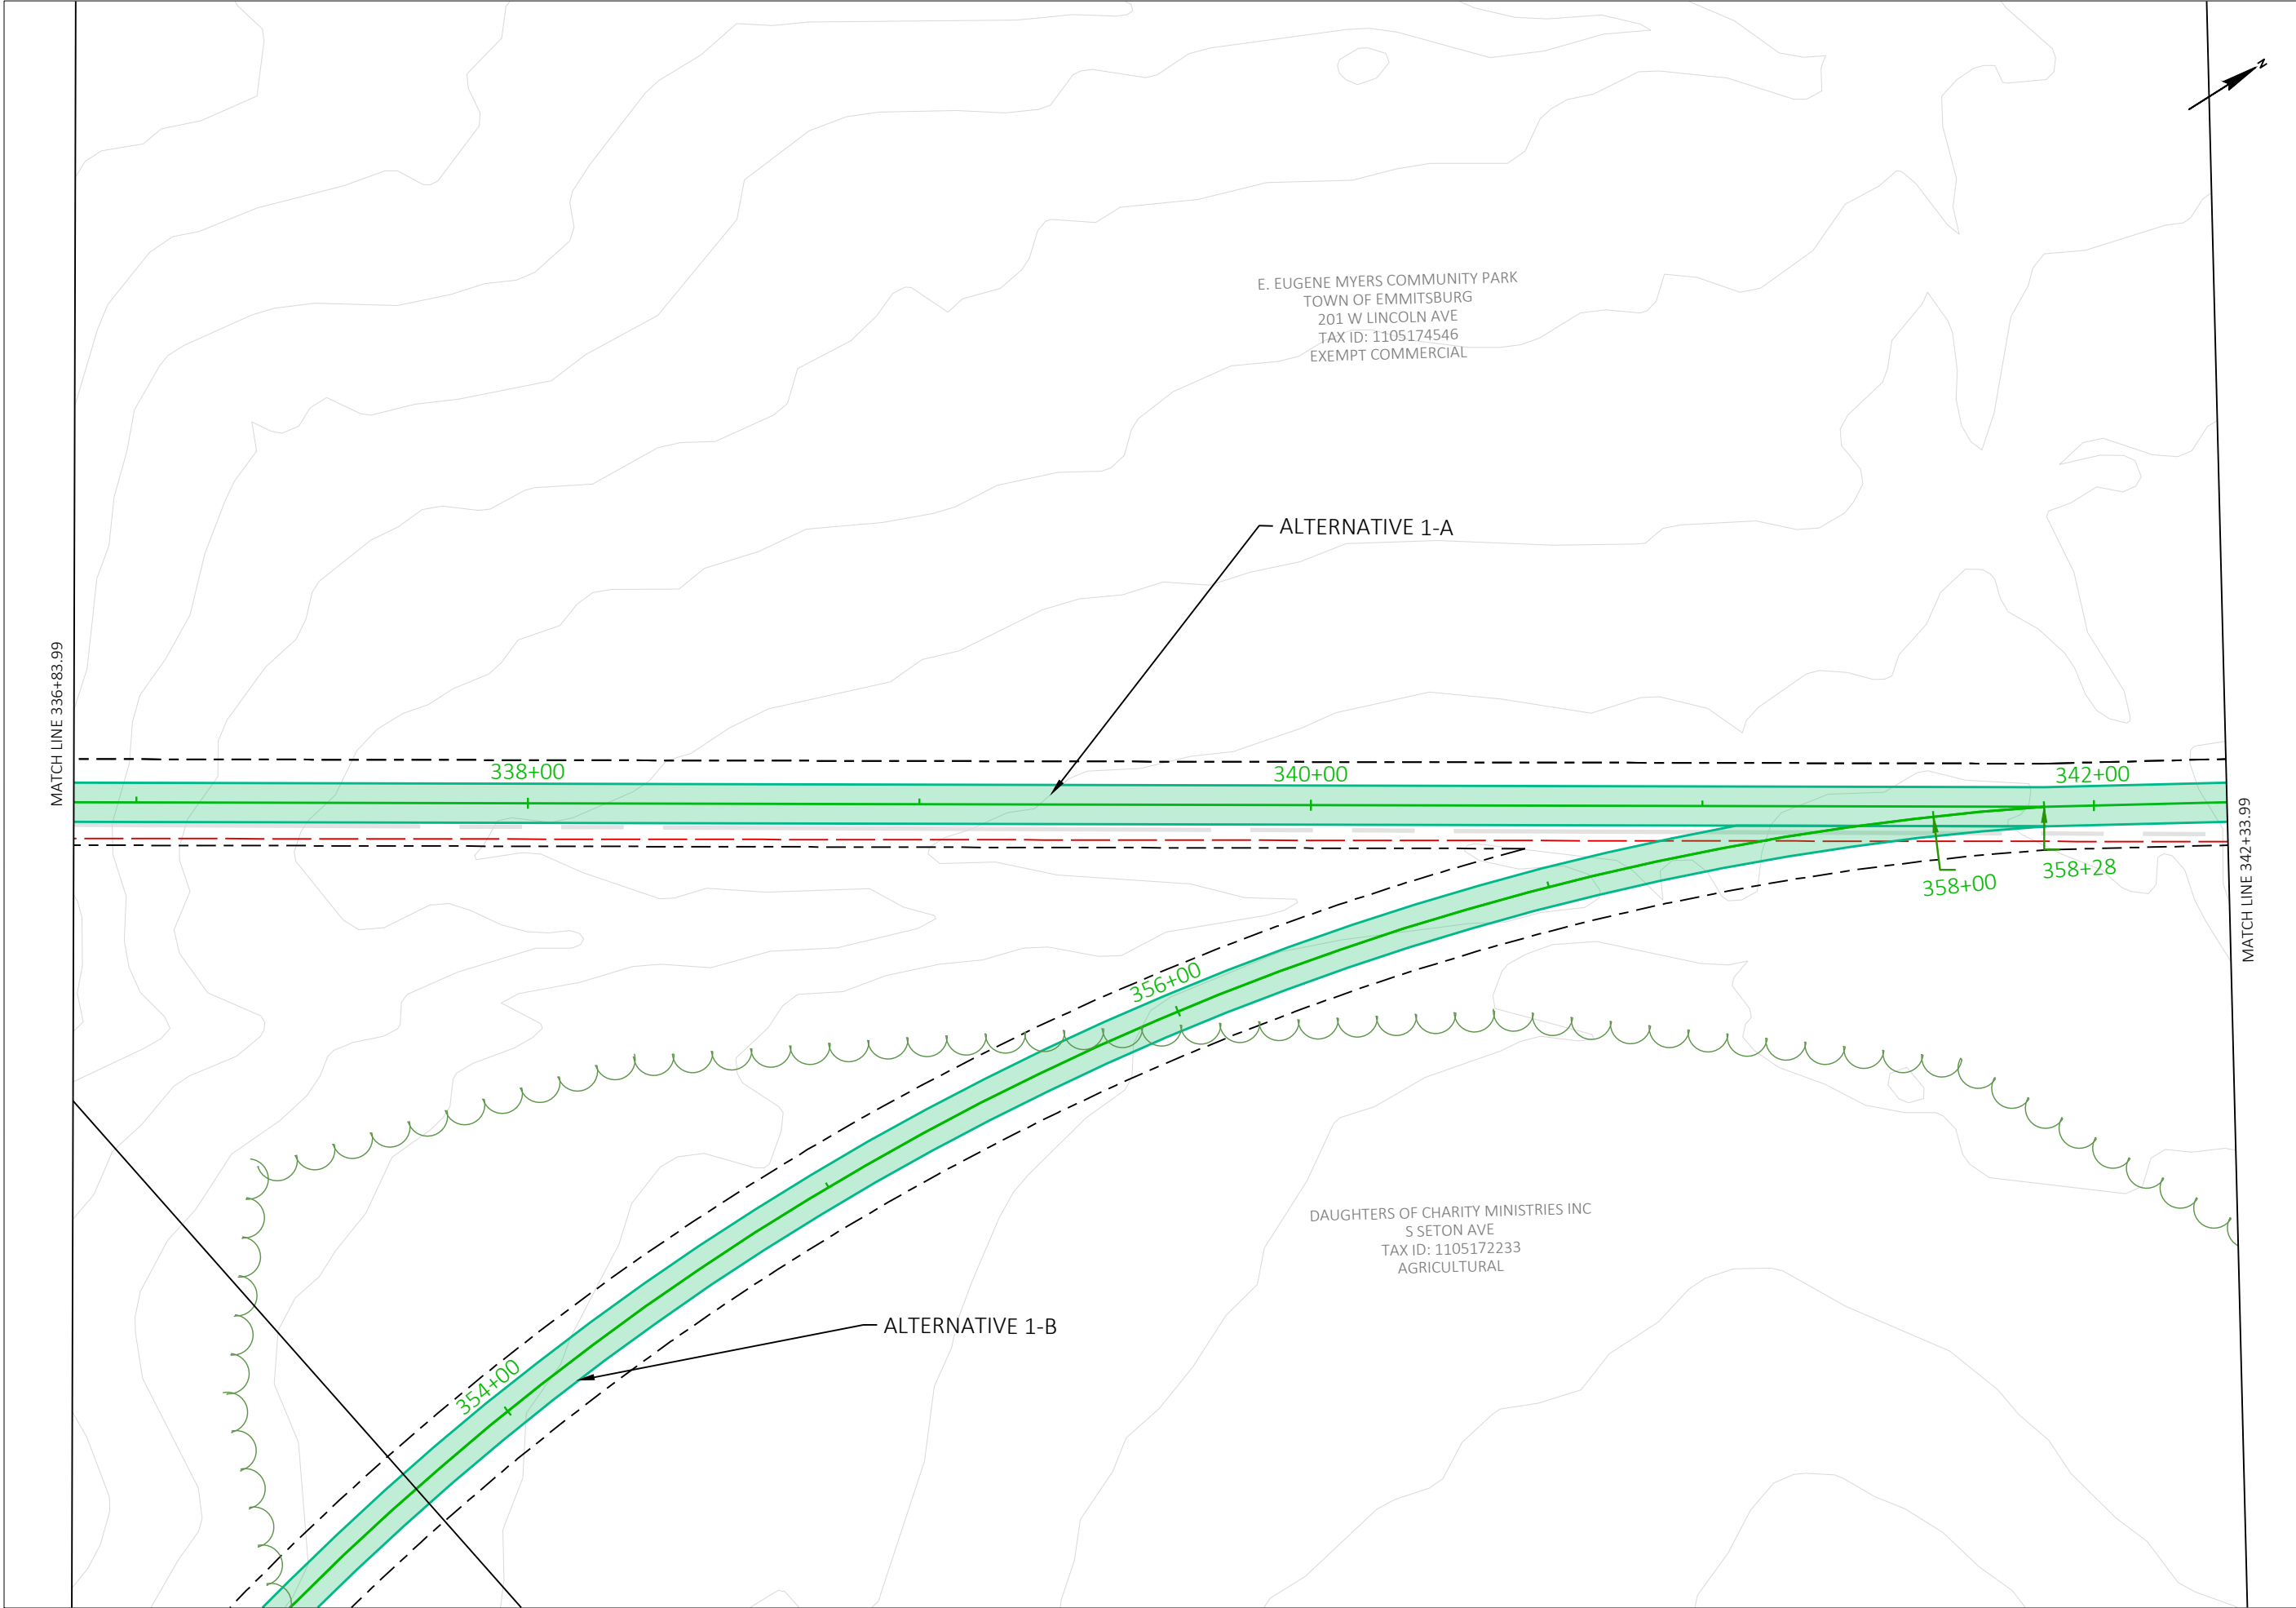 N
E. EUGENE MYERS COMMUNITY PARK
TOWN OF EMMITSBURG
201 W LINCOLN AVE
TAX ID: 1105174546
EXEMPT COMMERCIAL
ALTERNATIVE 1-A
MATCH LINE 336+83.99
338+00
340+00
342+00
MATCH LINE 342+33.99
358+28
358+00
356+00
DAUGHTERS OF CHARITY MINISTRIES INC
S SETON AVE
TAX ID: 1105172233
AGRICULTURAL
ALTERNATIVE 1-B
354+00